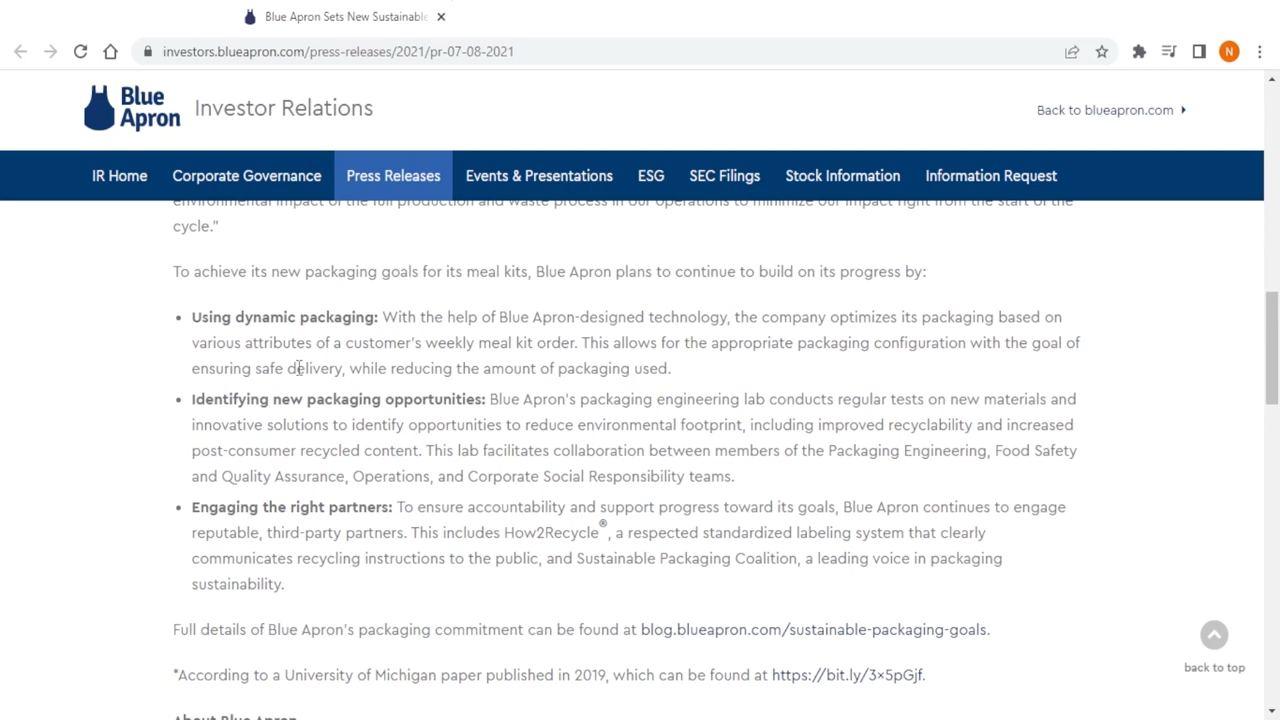 Blue Apron Sets New Sustainable
investors.blueapron.com/press-releases/2021/pr-07-08-2021
N
Blue
Apron
Investor Relations
Back to blueapron.com
IR Home Corporate Governance Press Releases Events & Presentations ESG SEC Filings Stock Information Information Request
environmental impact of the full production and waste process in our operations to minimize our impact right from the start of the
cycle."
To achieve its new packaging goals for its meal kits, Blue Apron plans to continue to build on its progress by:
• Using dynamic packaging: With the help of Blue Apron-designed technology, the company optimizes its packaging based on
various attributes of a customer's weekly meal kit order. This allows for the appropriate packaging configuration with the goal of
ensuring safe delivery, while reducing the amount of packaging used.
• Identifying new packaging opportunities: Blue Apron's packaging engineering lab conducts regular tests on new materials and
innovative solutions to identify opportunities to reduce environmental footprint, including improved recyclability and increased
post-consumer recycled content. This lab facilitates collaboration between members of the Packaging Engineering, Food Safety
and Quality Assurance, Operations, and Corporate Social Responsibility teams.
• Engaging the right partners: To ensure accountability and support progress toward its goals, Blue Apron continues to engage
reputable, third-party partners. This includes How2Recycle®, a respected standardized labeling system that clearly
communicates recycling instructions to the public, and Sustainable Packaging Coalition, a leading voice in packaging
sustainability.
Full details of Blue Apron's packaging commitment can be found at blog.blueapron.com/sustainable-packaging-goals.
*According to a University of Michigan paper published in 2019, which can be found at https://bit.ly/3x5pGjf.
back to top
About Blue Apron